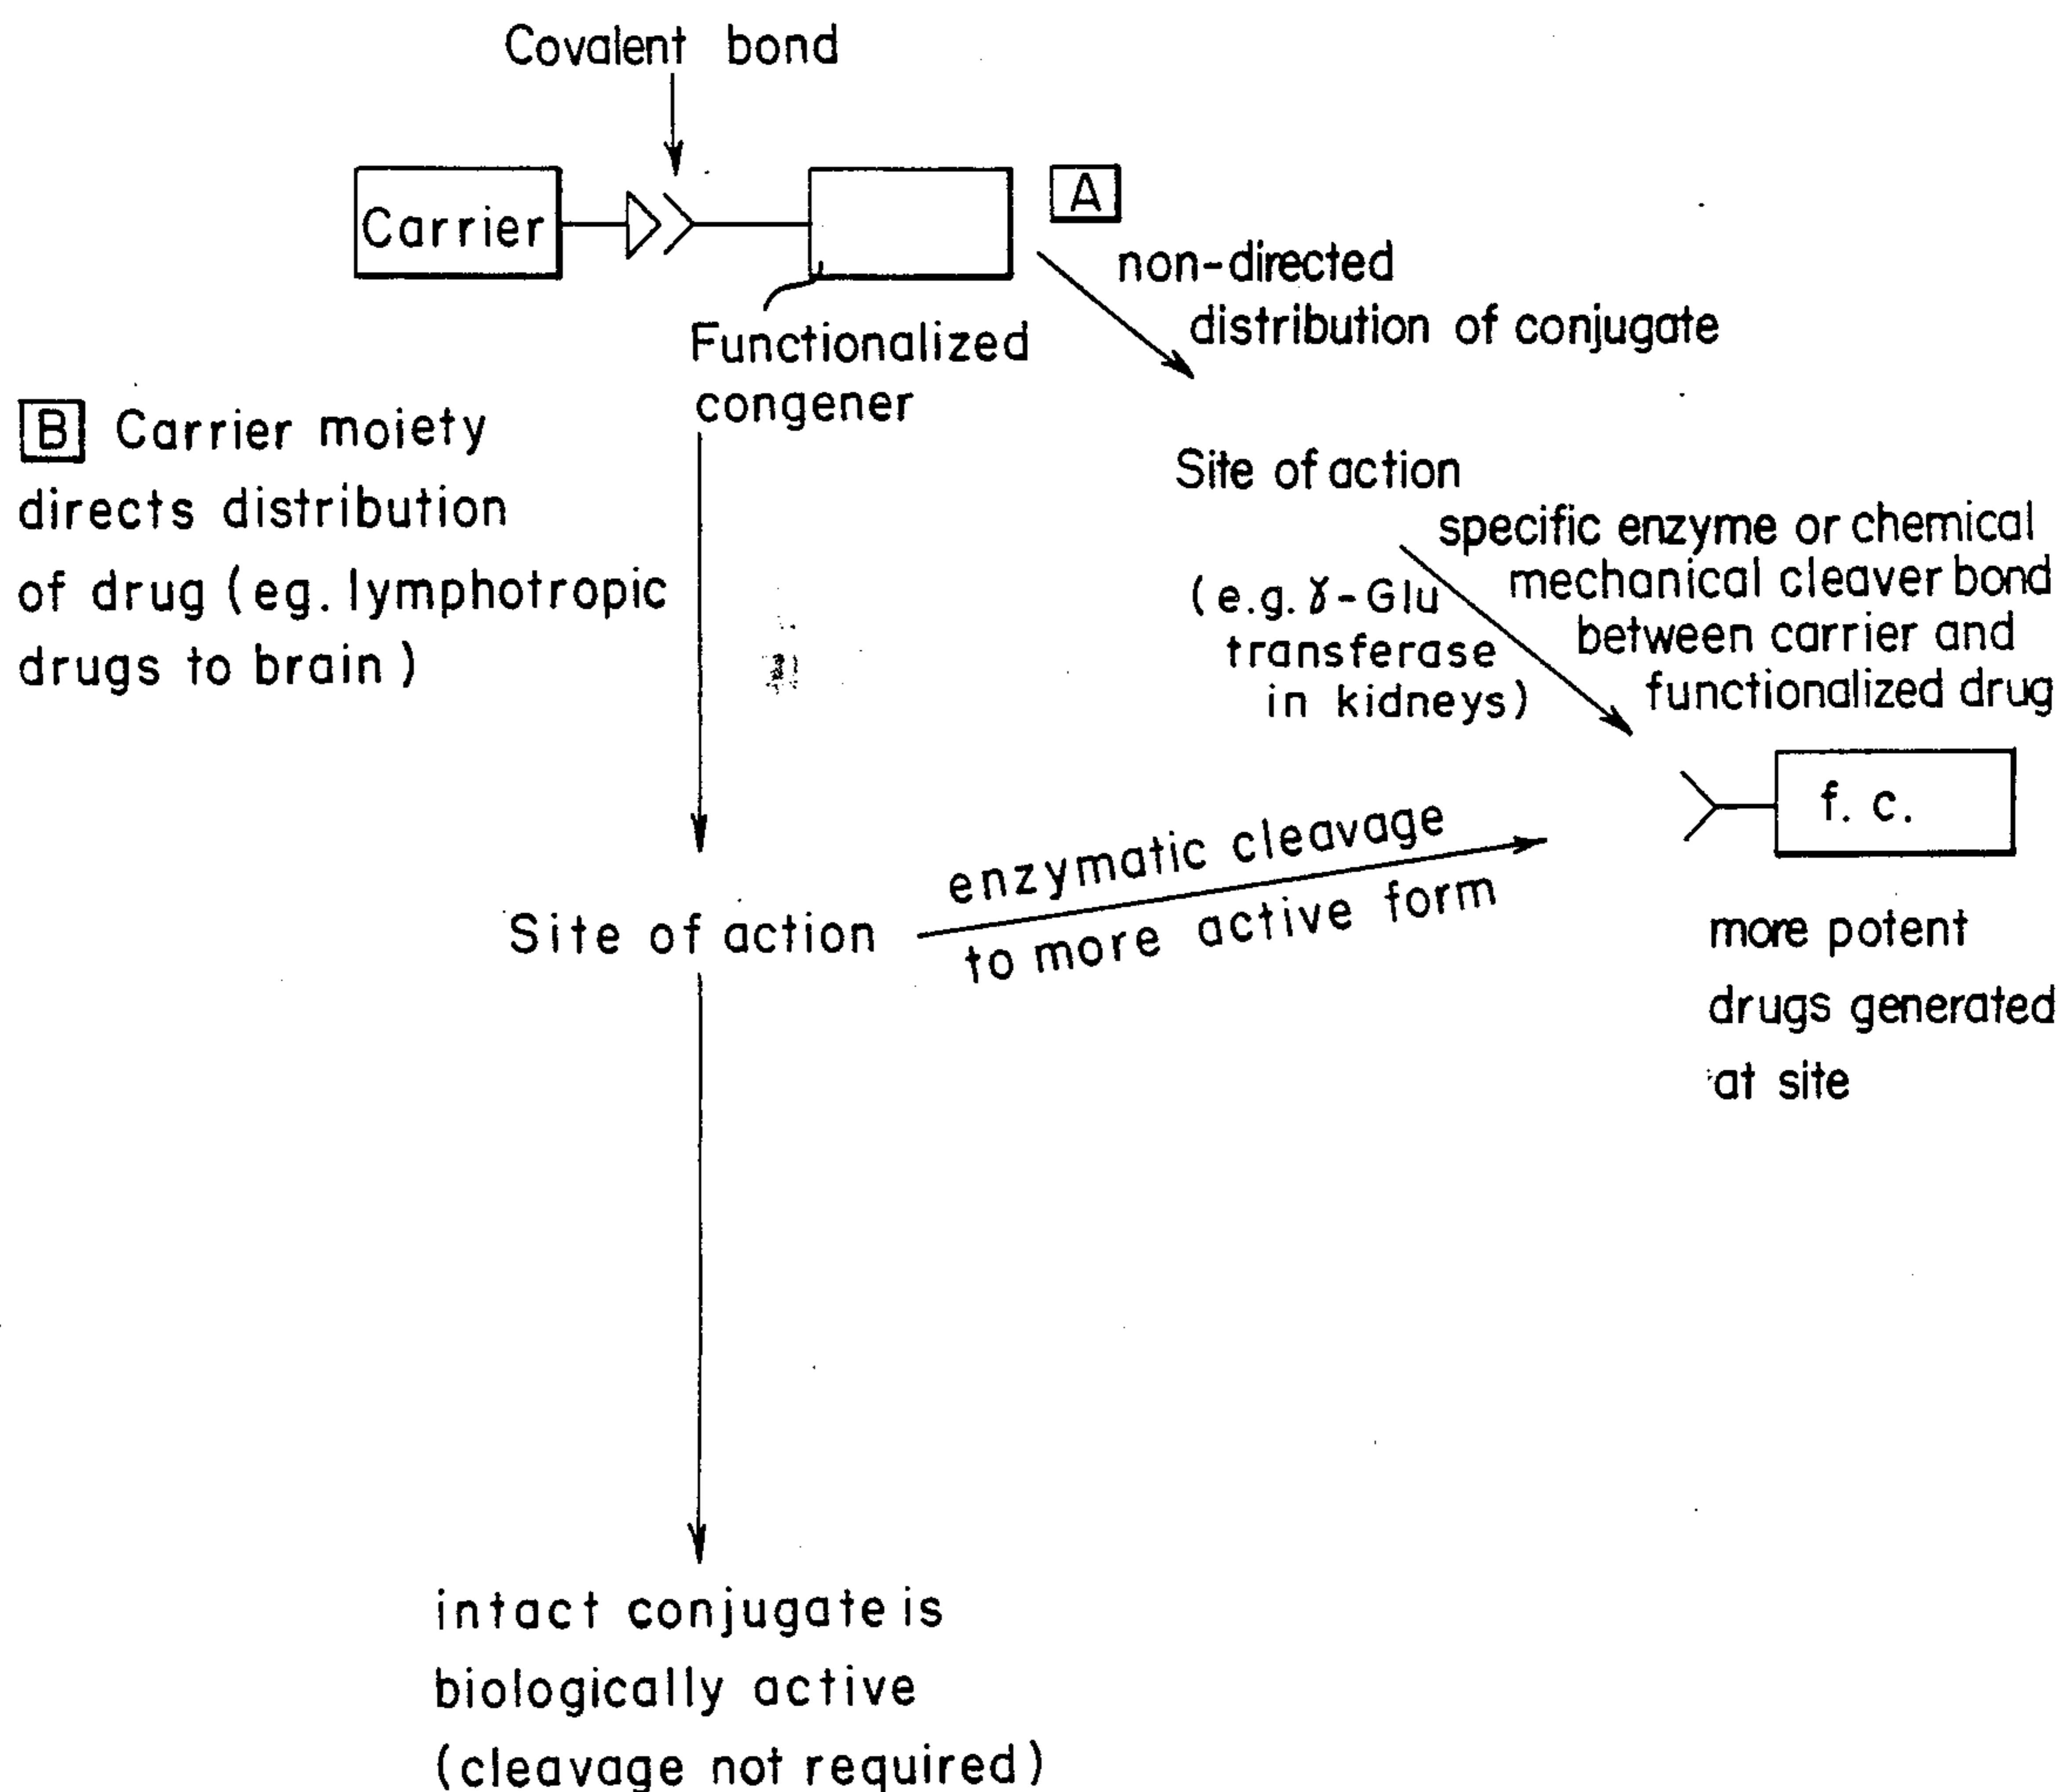 Covalent bond
Carrier
A
non-directed
distribution of conjugate
Functionalized
congener
B Carrier moiety
directs distribution
of drug (eg. lymphotropic
drugs to brain)
Site of action
specific enzyme or chemical
mechanical cleaver bond
between carrier and
functionalized drug
(e.g. γ-Glu
transferase
in kidneys)
f. c.
enzymatic cleavage
to more active form
Site of action
more potent
drugs generated
at site
intact conjugate is
biologically active
(cleavage not required)